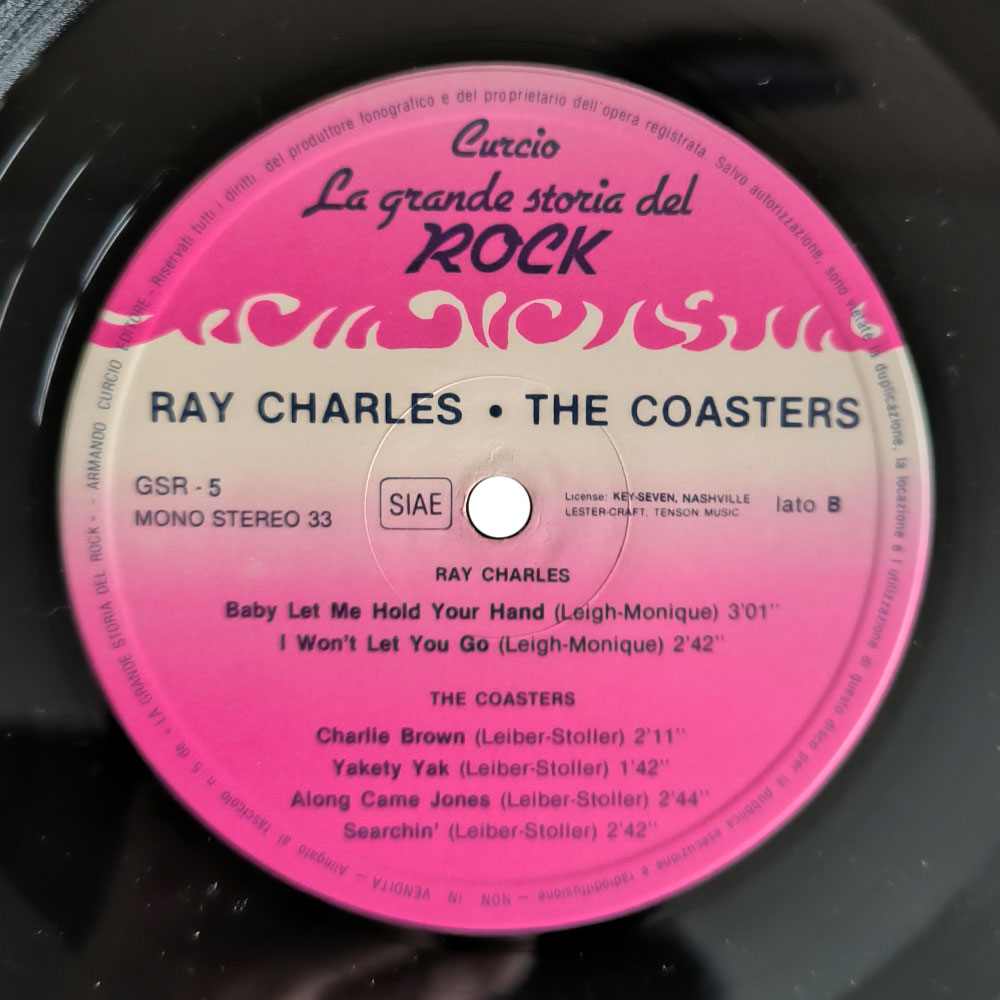 Curcio
La grande storia del
ROCK
RAY CHARLES • THE COASTERS
GSR - 5
MONO STEREO 33
SIAE
License: KEY-SEVEN, NASHVILLE
LESTER-CRAFT, TENSON MUSIC
lato B
RAY CHARLES
Baby Let Me Hold Your Hand (Leigh-Monique) 3'01"
I Won't Let You Go (Leigh-Monique) 2'42"
THE COASTERS
Charlie Brown (Leiber-Stoller) 2'11"
Yakety Yak (Leiber-Stoller) 1'42"
Along Came Jones (Leiber-Stoller) 2'44"
Searchin' (Leiber-Stoller) 2'42"
Allegato al fascicolo n. 5 de « LA GRANDE STORIA DEL ROCK » - ARMANDO CURCIO EDITORE - Riservati tutti i diritti del produttore fonografico e del proprietario dell'opera registrata. Salvo autorizzazione, sono vietate la duplicazione, la locazione e l'utilizzazione di questo disco per la pubblica esecuzione e radiodiffusione — NON IN VENDITA —